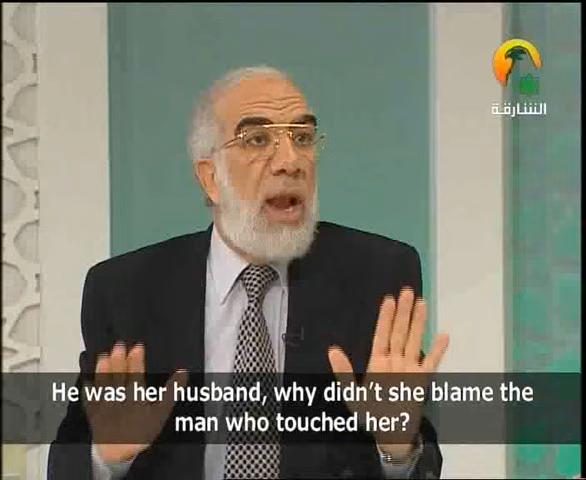 الشارقة
He was her husband, why didn't she blame the
man who touched her?